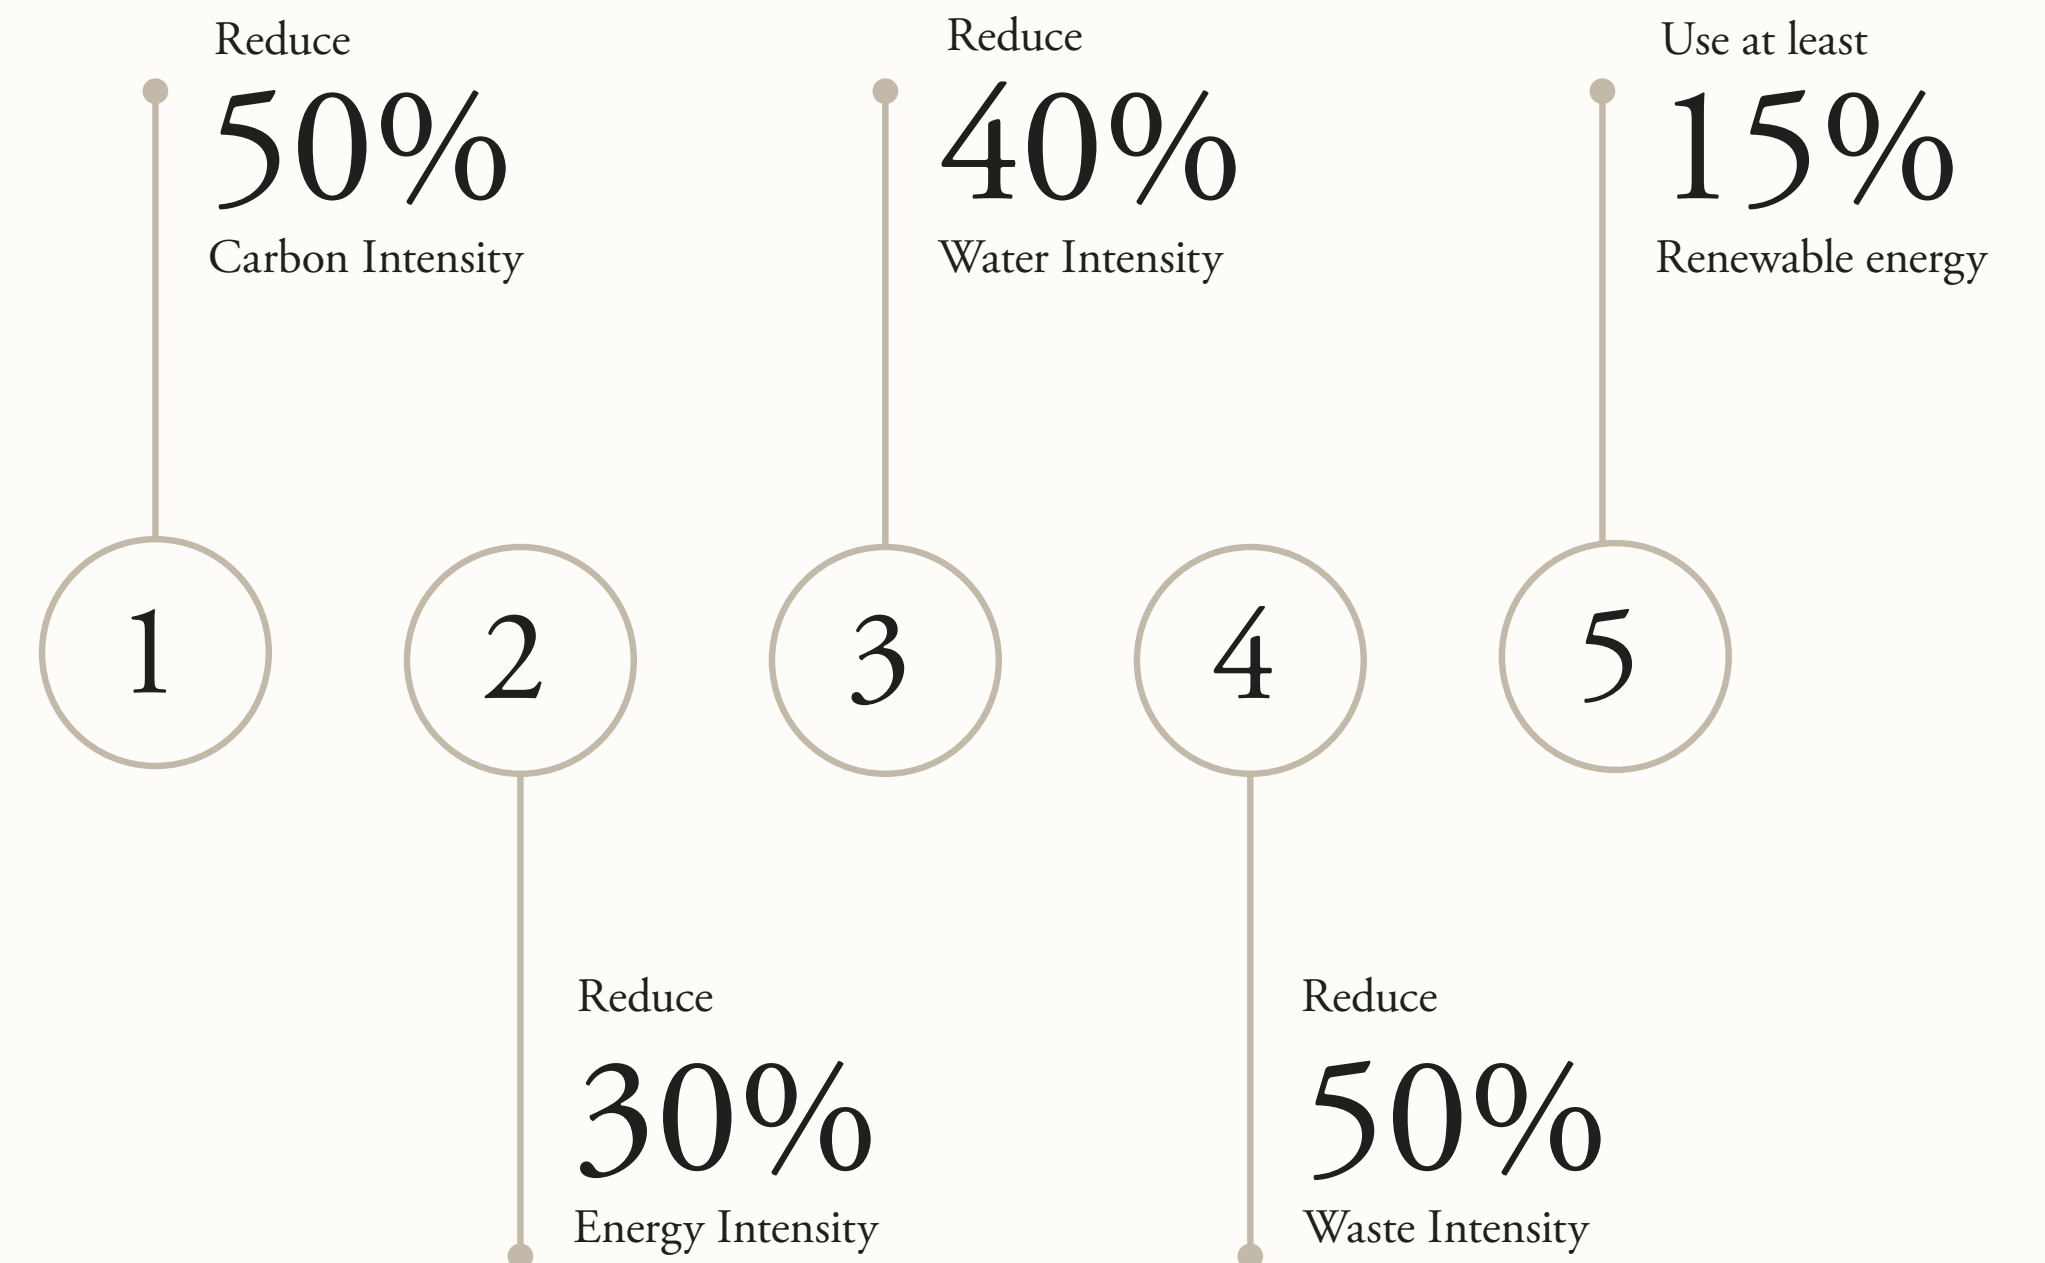 Reduce
50%
Carbon Intensity
Reduce
40%
Water Intensity
Use at least
15%
Renewable energy
1
2
3
4
5
Reduce
30%
Energy Intensity
Reduce
50%
Waste Intensity